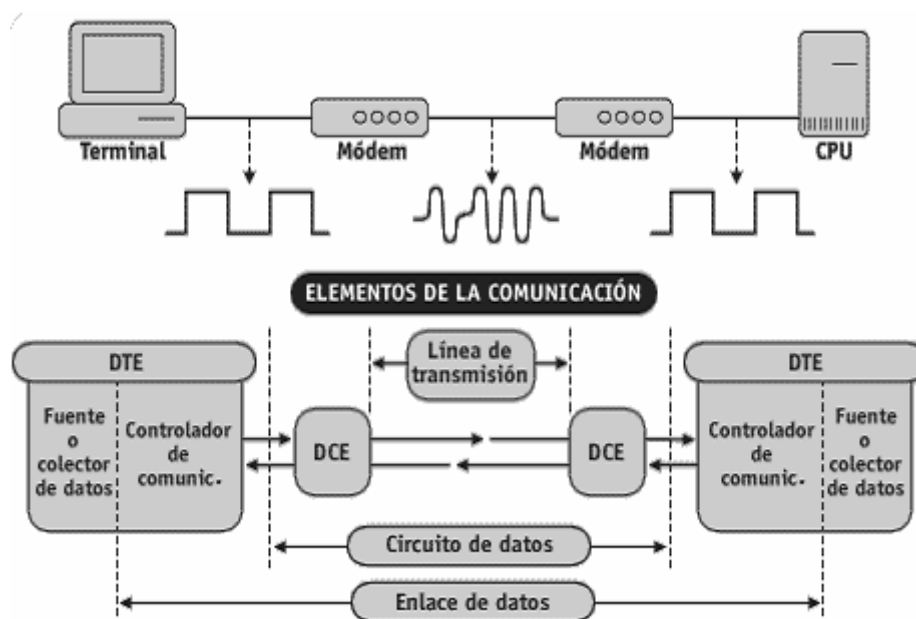 Terminal
Módem
Módem
CPU
ELEMENTOS DE LA COMUNICACIÓN
Línea de
transmisión
DTE
Fuente
o
colector
de datos
Controlador
de
comunic.
DCE
DCE
DTE
Controlador
de
comunic.
Fuente
o
colector
de datos
Circuito de datos
Enlace de datos